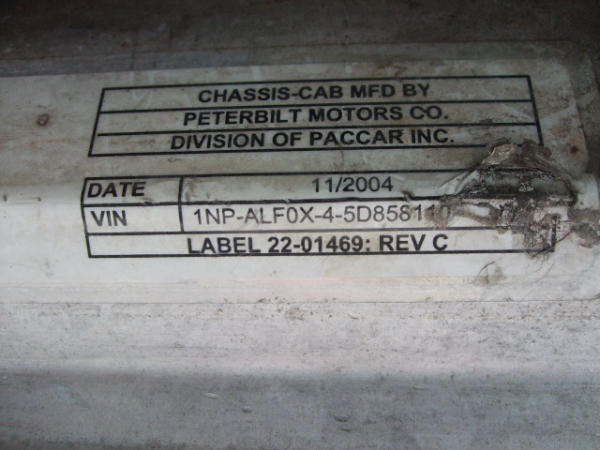 CHASSIS-CAB MFD BY
PETERBILT MOTORS CO.
DIVISION OF PACCAR INC.
DATE 11/2004
VIN 1NP-ALF0X-4-5D858110
LABEL 22-01469: REV C